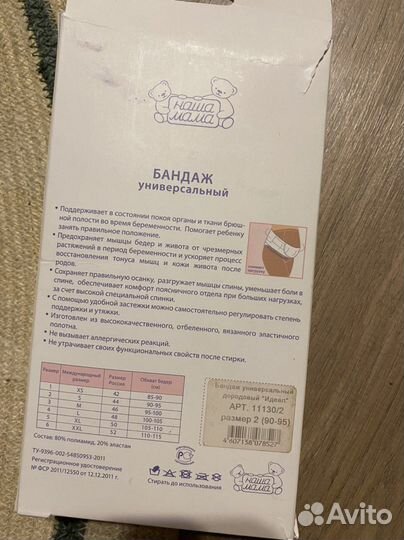 наша
мама
БАНДАЖ
универсальный
• Поддерживает в состоянии покоя органы и ткани брюш-
ной полости во время беременности. Помогает ребенку
занять правильное положение.
• Предохраняет мышцы бедер и живота от чрезмерных
растяжений в период беременности и ускоряет процесс
восстановления тонуса мышц и кожи живота после
родов.
• Сохраняет правильную осанку, разгружает мышцы спины, уменьшает боли в
спине, обеспечивает комфорт поясничного отдела при больших нагрузках,
за счет высокой специальной спинки.
• С помощью удобной застежки можно самостоятельно регулировать степень
поддержки и утяжки.
• Изготовлен из высококачественного, отбеленного, вязанного эластичного
полотна.
• Не вызывает аллергических реакций.
• Не утрачивает своих функциональных свойств после стирки.
Размер Международный размер Размер Россия Обхват бедер (см)
1 XS 42 85-90
2 S 44 90-95
3 M 46 95-100
4 L 48 100-105
5 XL 50 105-110
6 XXL 52 110-115
Бандаж универсальный
дородовый "Идеал"
АРТ. 11130/2
размер 2 (90-95)
4607158078527
наша
мама
Состав: 80% полиамид, 20% эластан
ТУ-9396-002-54850953-2011
Регистрационное удостоверение
№ ФСР 2011/12550 от 12.12.2011 г.
Стирать до использования
Avito